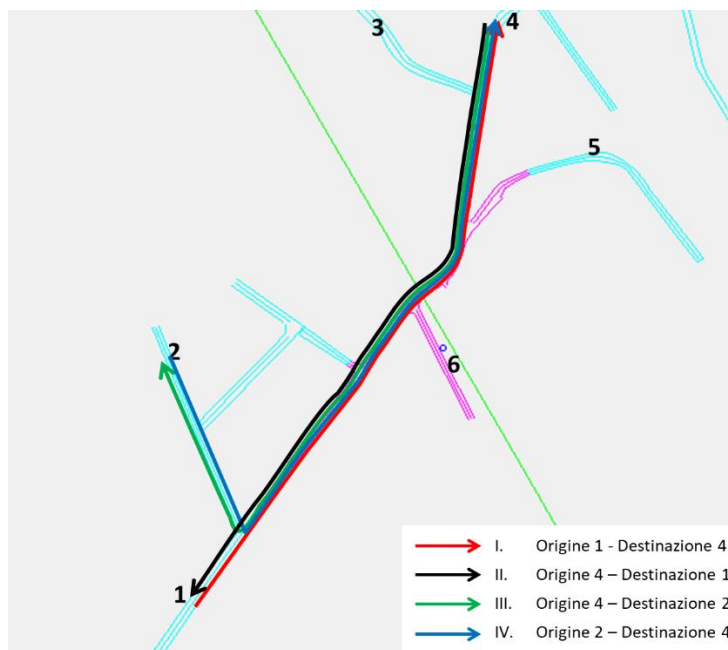 3
4
5
2
6
1
I. Origine 1 - Destinazione 4
II. Origine 4 – Destinazione 1
III. Origine 4 – Destinazione 2
IV. Origine 2 – Destinazione 4